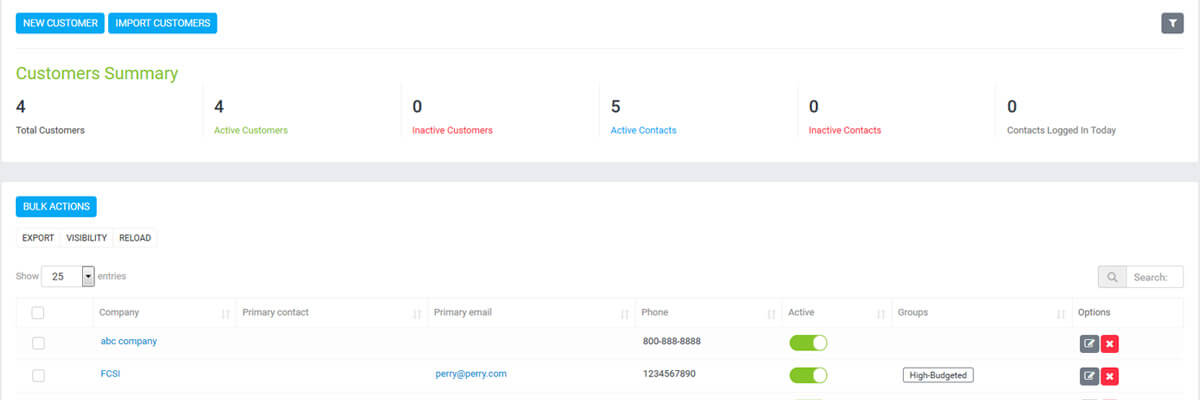 NEW CUSTOMER IMPORT CUSTOMERS
Customers Summary
4 4 0 5 0 0
Total Customers Active Customers Inactive Customers Active Contacts Inactive Contacts Contacts Logged In Today
BULK ACTIONS
EXPORT VISIBILITY RELOAD
Show 25 entries Search:
Company Primary contact Primary email Phone Active Groups Options
abc company 800-888-8888
FCSI perry@perry.com 1234567890 High-Budgeted